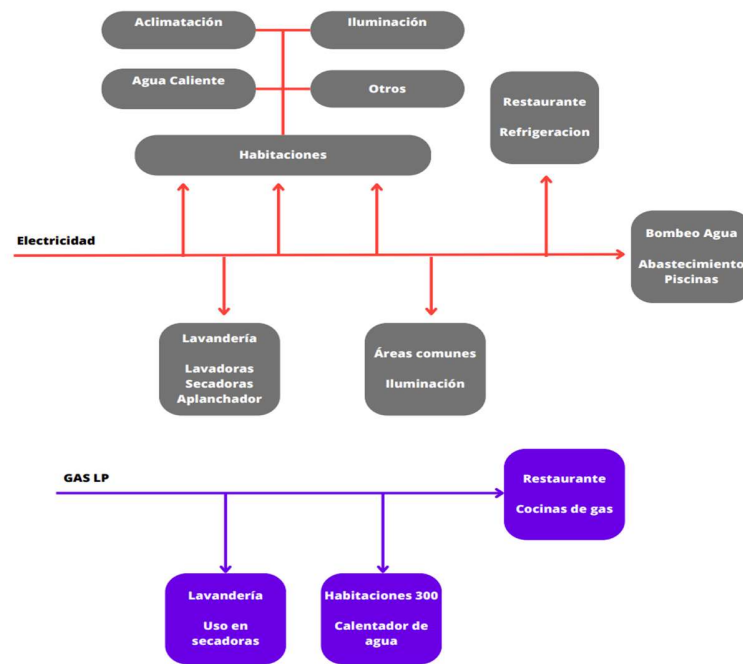 Aclimatación
Iluminación
Agua Caliente
Otros
Habitaciones
Restaurante
Refrigeracion
Electricidad
Bombeo Agua
Abastecimiento
Piscinas
Lavandería
Lavadoras
Secadoras
Aplanchador
Áreas comunes
Iluminación
GAS LP
Restaurante
Cocinas de gas
Lavandería
Uso en
secadoras
Habitaciones 300
Calentador de
agua